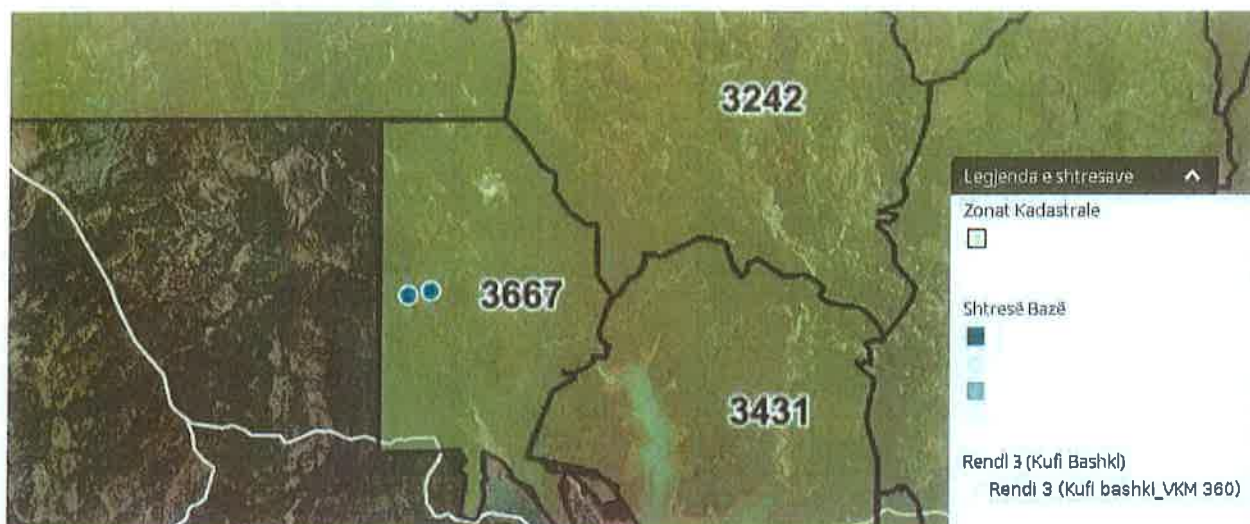 3242
3667
3431
Legjenda e shtresave
Zonat Kadastrale
Shtresë Bazë
Rendi 3 (Kufi Bashki)
Rendi 3 (Kufi bashki_VKM 360)